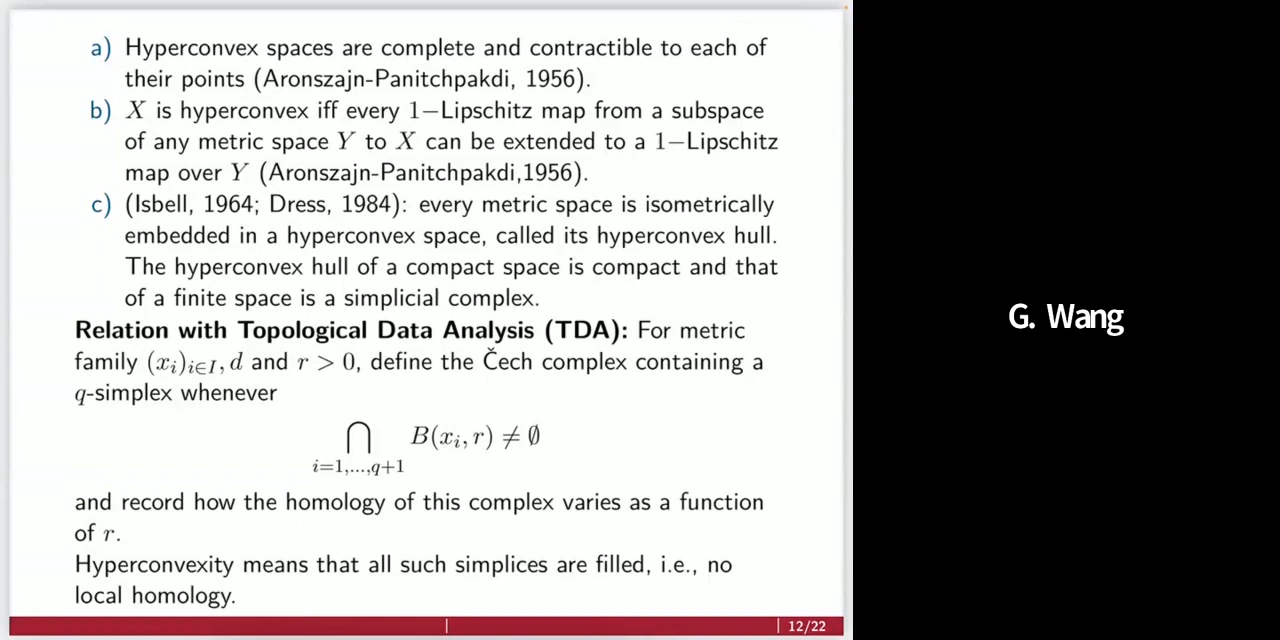 a) Hyperconvex spaces are complete and contractible to each of
their points (Aronszajn-Panitchpakdi, 1956).
b) X is hyperconvex iff every 1−Lipschitz map from a subspace
of any metric space Y to X can be extended to a 1−Lipschitz
map over Y (Aronszajn-Panitchpakdi,1956).
c) (Isbell, 1964; Dress, 1984): every metric space is isometrically
embedded in a hyperconvex space, called its hyperconvex hull.
The hyperconvex hull of a compact space is compact and that
of a finite space is a simplicial complex.
Relation with Topological Data Analysis (TDA): For metric
family (x_i)_{i∈I}, d and r > 0, define the Čech complex containing a
q-simplex whenever
⋂_{i=1,...,q+1} B(x_i, r) ≠ ∅
and record how the homology of this complex varies as a function
of r.
Hyperconvexity means that all such simplices are filled, i.e., no
local homology.
12/22
G. Wang